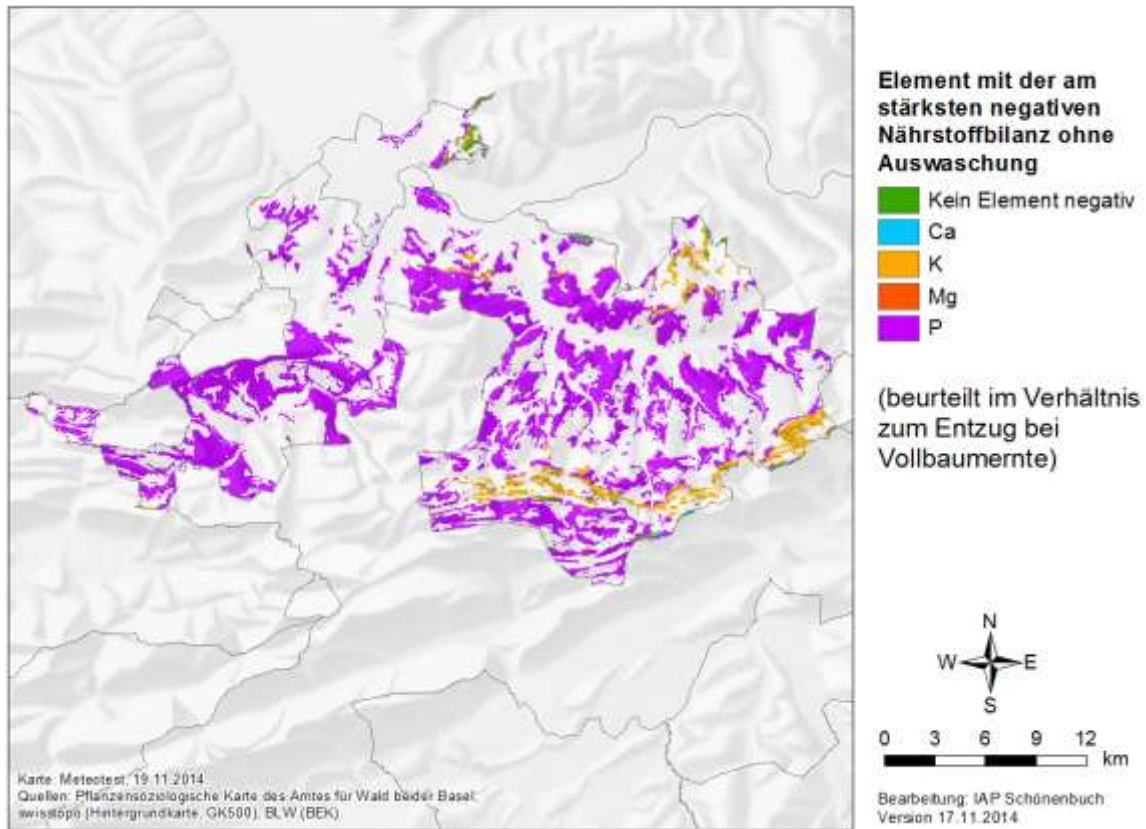 Element mit der am
stärksten negativen
Nährstoffbilanz ohne
Auswaschung
Kein Element negativ
Ca
K
Mg
P
(beurteilt im Verhältnis
zum Entzug bei
Vollbaumernte)
N
W E
S
0 3 6 9 12
km
Bearbeitung: IAP Schönenbuch
Version 17.11.2014
Karte: Meteotest, 19.11.2014
Quellen: Pflanzensoziologische Karte des Amtes für Wald beider Basel;
swisstopo (Hintergrundkarte, GK500), BLW (BEK)